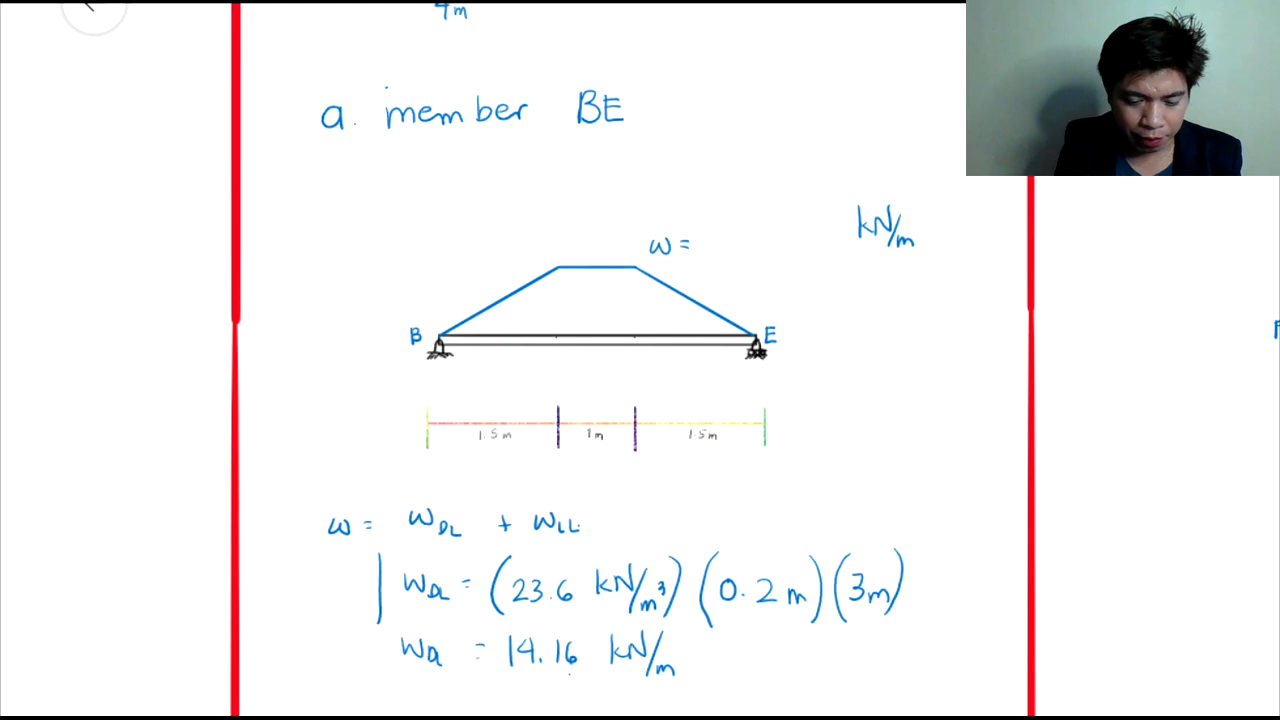 4m
a. member BE
kN/m
w =
B E
1.5m 1m 1.5m
w = WDL + WLL
WDL = (23.6 kN/m³) (0.2m) (3m)
= 14.16 kN/m